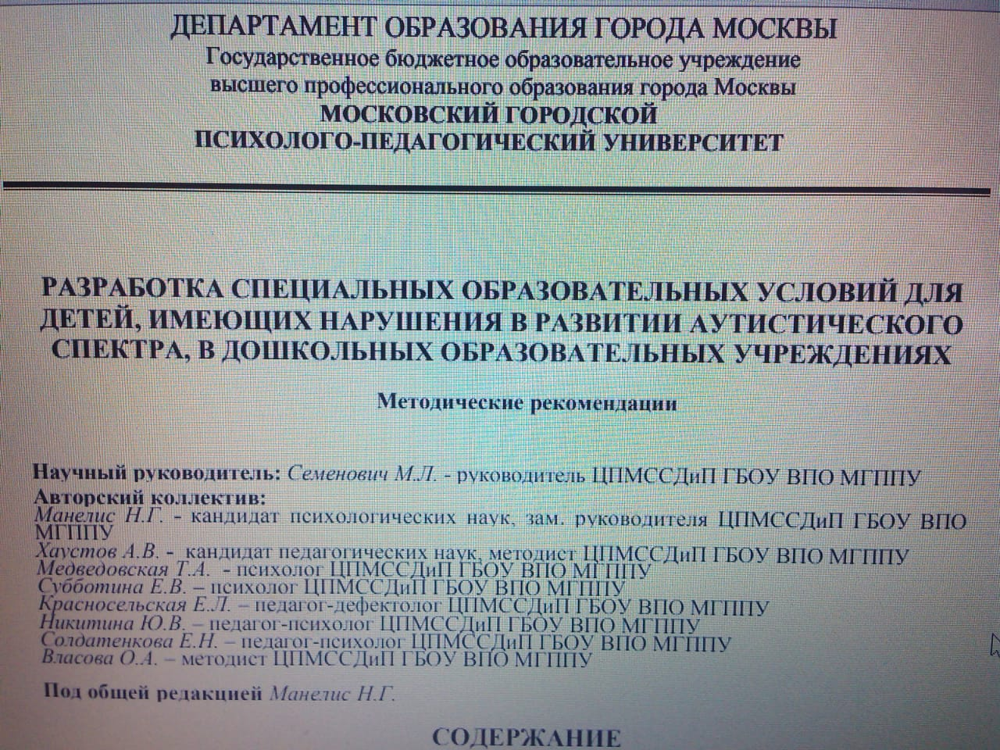 ДЕПАРТАМЕНТ ОБРАЗОВАНИЯ ГОРОДА МОСКВЫ
Государственное бюджетное образовательное учреждение
высшего профессионального образования города Москвы
МОСКОВСКИЙ ГОРОДСКОЙ
ПСИХОЛОГО-ПЕДАГОГИЧЕСКИЙ УНИВЕРСИТЕТ
РАЗРАБОТКА СПЕЦИАЛЬНЫХ ОБРАЗОВАТЕЛЬНЫХ УСЛОВИЙ ДЛЯ
ДЕТЕЙ, ИМЕЮЩИХ НАРУШЕНИЯ В РАЗВИТИИ АУТИСТИЧЕСКОГО
СПЕКТРА, В ДОШКОЛЬНЫХ ОБРАЗОВАТЕЛЬНЫХ УЧРЕЖДЕНИЯХ
Методические рекомендации
Научный руководитель: Семенович М.Л. - руководитель ЦПМССДиП ГБОУ ВПО МГППУ
Авторский коллектив:
Манелис Н.Г. - кандидат психологических наук, зам. руководителя ЦПМССДиП ГБОУ ВПО
МГППУ
Хаустов А.В. - кандидат педагогических наук, методист ЦПМССДиП ГБОУ ВПО МГППУ
Медведовская Т.А. - психолог ЦПМССДиП ГБОУ ВПО МГППУ
Субботина Е.В. – психолог ЦПМССДиП ГБОУ ВПО МГППУ
Красносельская Е.Л. – педагог-дефектолог ЦПМССДиП ГБОУ ВПО МГППУ
Никитина Ю.В. – педагог-психолог ЦПМССДиП ГБОУ ВПО МГППУ
Солдатенкова Е.Н. – педагог-психолог ЦПМССДиП ГБОУ ВПО МГППУ
Власова О.А. – методист ЦПМССДиП ГБОУ ВПО МГППУ
Под общей редакцией Манелис Н.Г.
СОДЕРЖАНИЕ